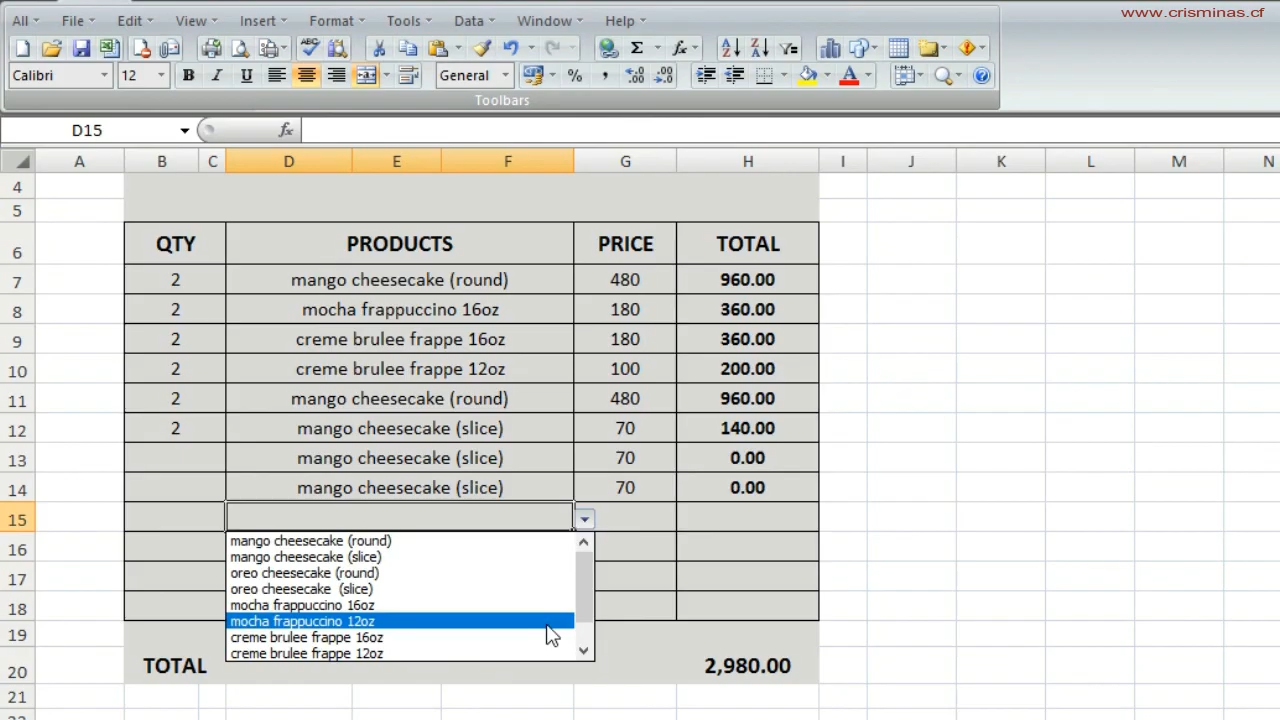 www.crisminas.cf
All File Edit View Insert Format Tools Data Window Help
Calibri 12 B I U General % ,
Toolbars
D15 fx
A B C D E F G H I J K L M N
4
5
6 QTY PRODUCTS PRICE TOTAL
7 2 mango cheesecake (round) 480 960.00
8 2 mocha frappuccino 16oz 180 360.00
9 2 creme brulee frappe 16oz 180 360.00
10 2 creme brulee frappe 12oz 100 200.00
11 2 mango cheesecake (round) 480 960.00
12 2 mango cheesecake (slice) 70 140.00
13 mango cheesecake (slice) 70 0.00
14 mango cheesecake (slice) 70 0.00
15
mango cheesecake (round)
16 mango cheesecake (slice)
oreo cheesecake (round)
17 oreo cheesecake (slice)
mocha frappuccino 16oz
18 mocha frappuccino 12oz
19 creme brulee frappe 16oz
creme brulee frappe 12oz
20 TOTAL 2,980.00
21